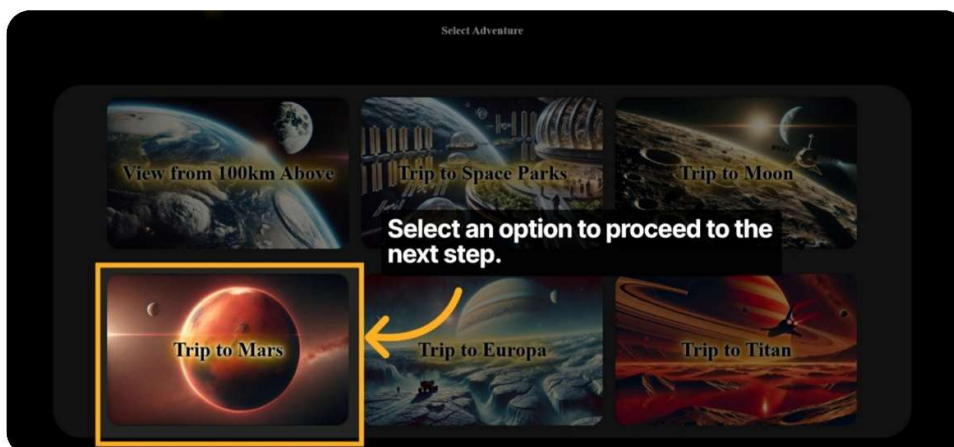 Select Adventure
View from 100km Above
Trip to Space Parks
Trip to Moon
Select an option to proceed to the
next step.
Trip to Mars
Trip to Europa
Trip to Titan